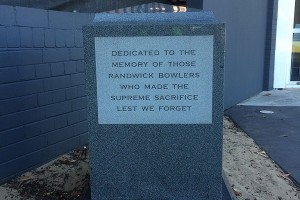 DEDICATED TO THE
MEMORY OF THOSE
RANDWICK BOWLERS
WHO MADE THE
SUPREME SACRIFICE
LEST WE FORGET